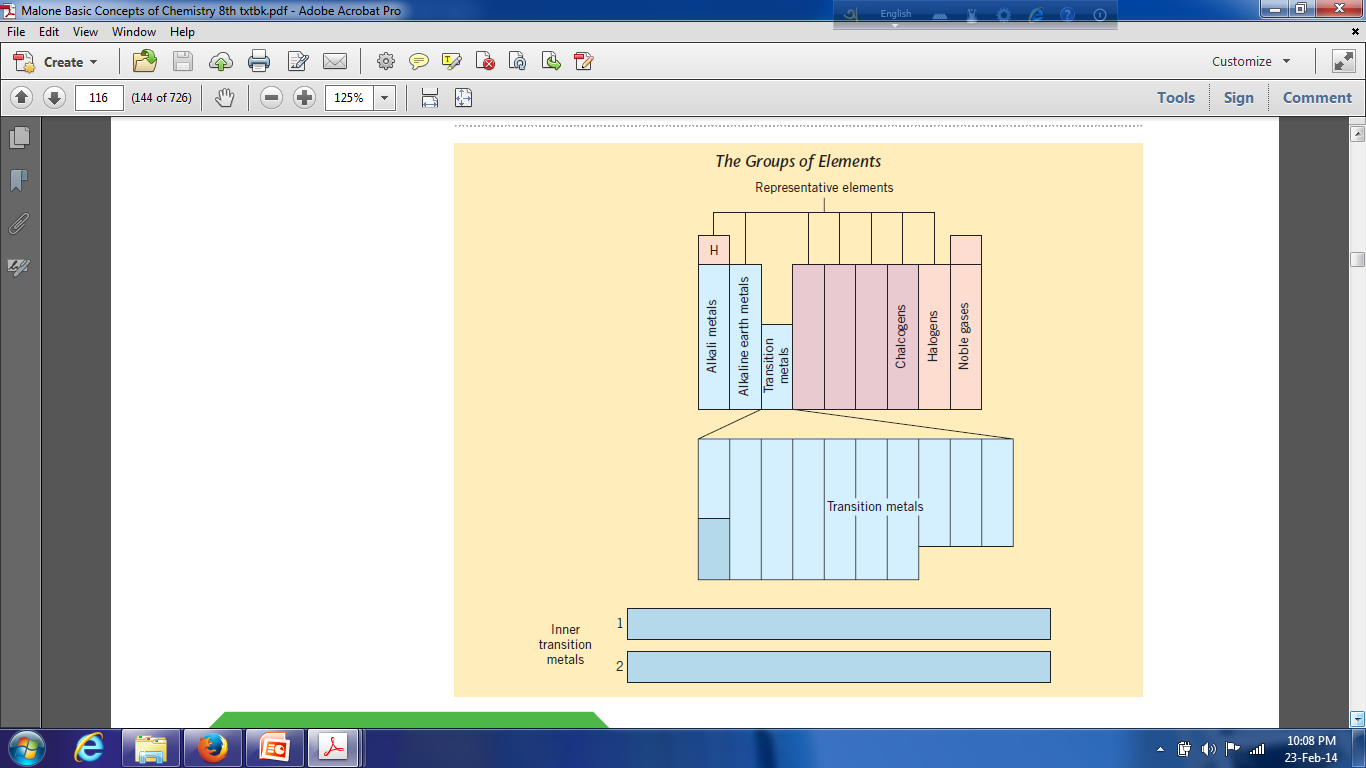 Malone Basic Concepts of Chemistry 8th txtbk.pdf - Adobe Acrobat Pro
English
File Edit View Window Help
Create
Customize
116 (144 of 726) 125%
Tools Sign Comment
The Groups of Elements
Representative elements
H
Alkali metals
Alkaline earth metals
Transition
metals
Chalcogens
Halogens
Noble gases
Transition metals
Inner
transition
metals
1
2
10:08 PM
23-Feb-14